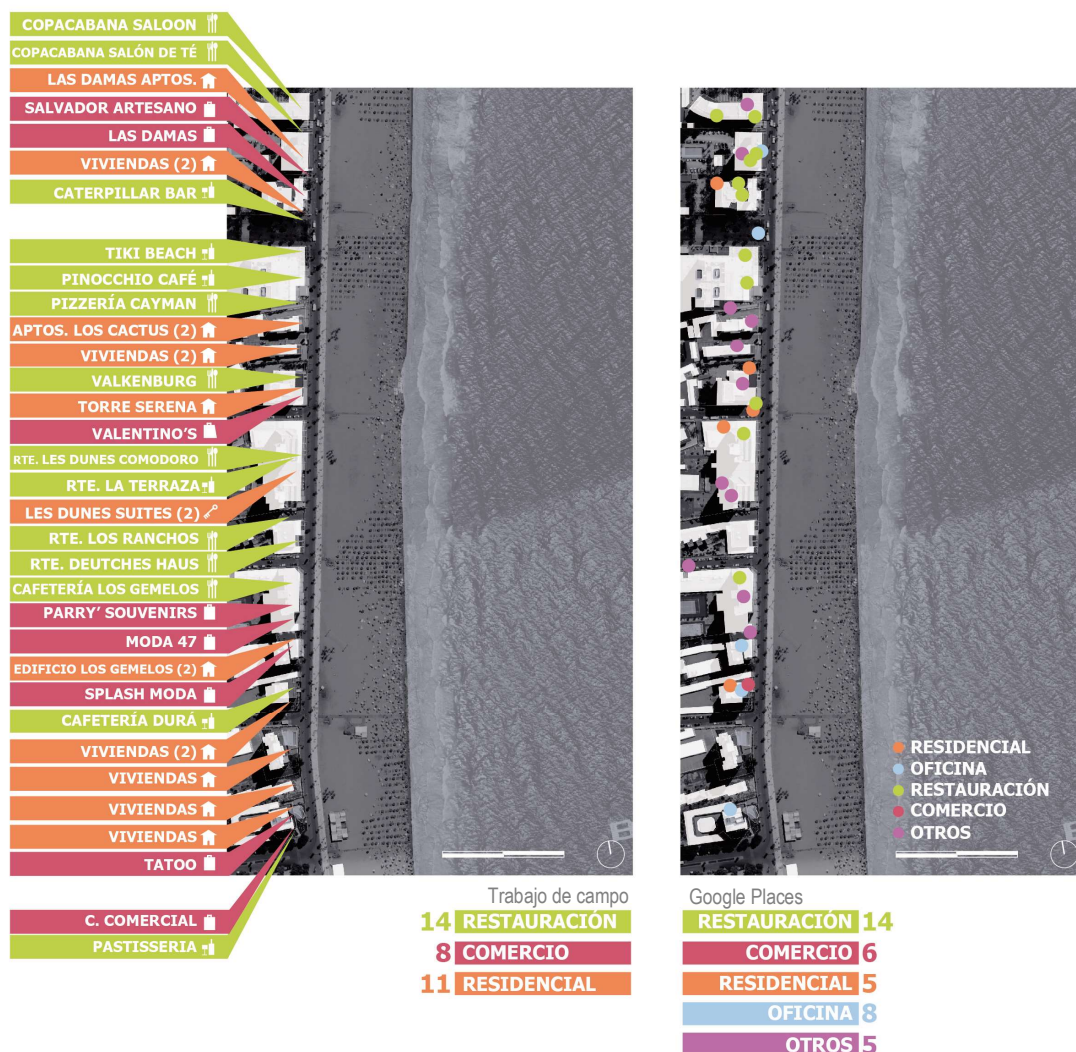 COPACABANA SALOON
COPACABANA SALÓN DE TÉ
LAS DAMAS APTOS.
SALVADOR ARTESANO
LAS DAMAS
VIVIENDAS (2)
CATERPILLAR BAR
TIKI BEACH
PINOCCHIO CAFÉ
PIZZERÍA CAYMAN
APTOS. LOS CACTUS (2)
VIVIENDAS (2)
VALKENBURG
TORRE SERENA
VALENTINO'S
RTE. LES DUNES COMODORO
RTE. LA TERRAZA
LES DUNES SUITES (2)
RTE. LOS RANCHOS
RTE. DEUTCHES HAUS
CAFETERÍA LOS GEMELOS
PARRY' SOUVENIRS
MODA 47
EDIFICIO LOS GEMELOS (2)
SPLASH MODA
CAFETERÍA DURÁ
VIVIENDAS (2)
VIVIENDAS
VIVIENDAS
VIVIENDAS
TATOO
C. COMERCIAL
PASTISSERIA
RESIDENCIAL
OFICINA
RESTAURACIÓN
COMERCIO
OTROS
Trabajo de campo
14 RESTAURACIÓN
8 COMERCIO
11 RESIDENCIAL
Google Places
RESTAURACIÓN 14
COMERCIO 6
RESIDENCIAL 5
OFICINA 8
OTROS 5